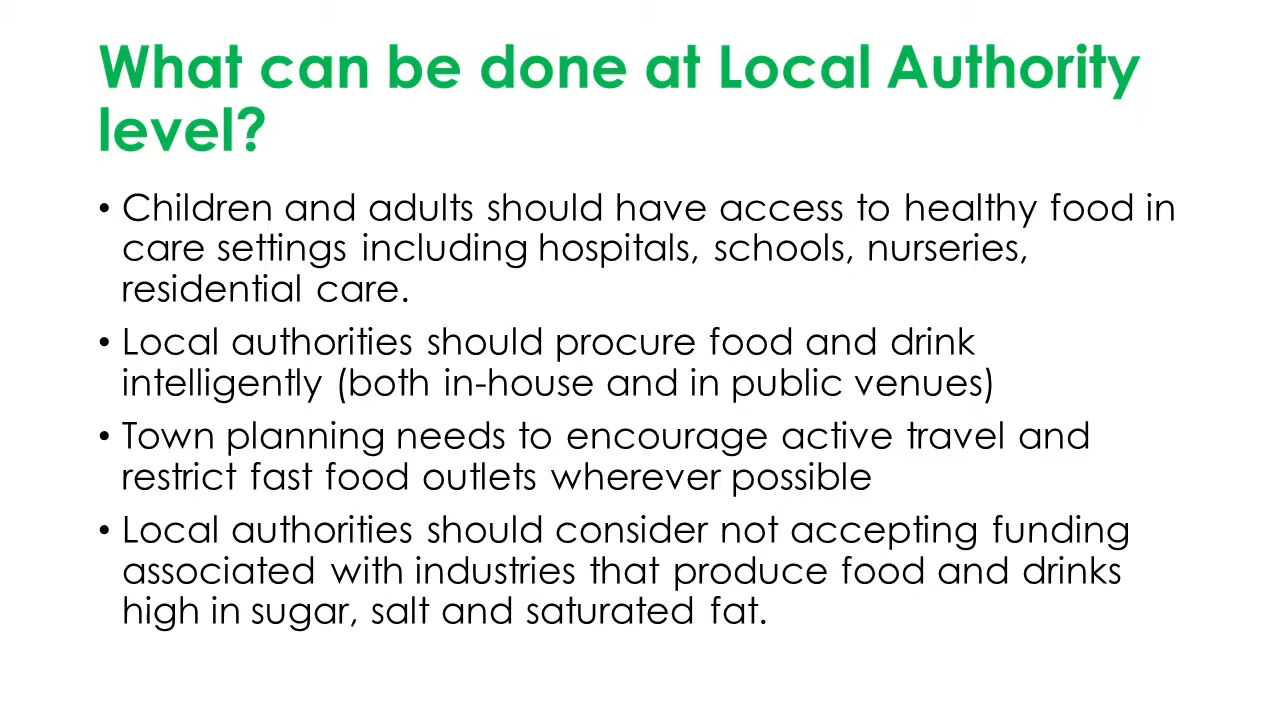 What can be done at Local Authority
level?
• Children and adults should have access to healthy food in
care settings including hospitals, schools, nurseries,
residential care.
• Local authorities should procure food and drink
intelligently (both in-house and in public venues)
• Town planning needs to encourage active travel and
restrict fast food outlets wherever possible
• Local authorities should consider not accepting funding
associated with industries that produce food and drinks
high in sugar, salt and saturated fat.